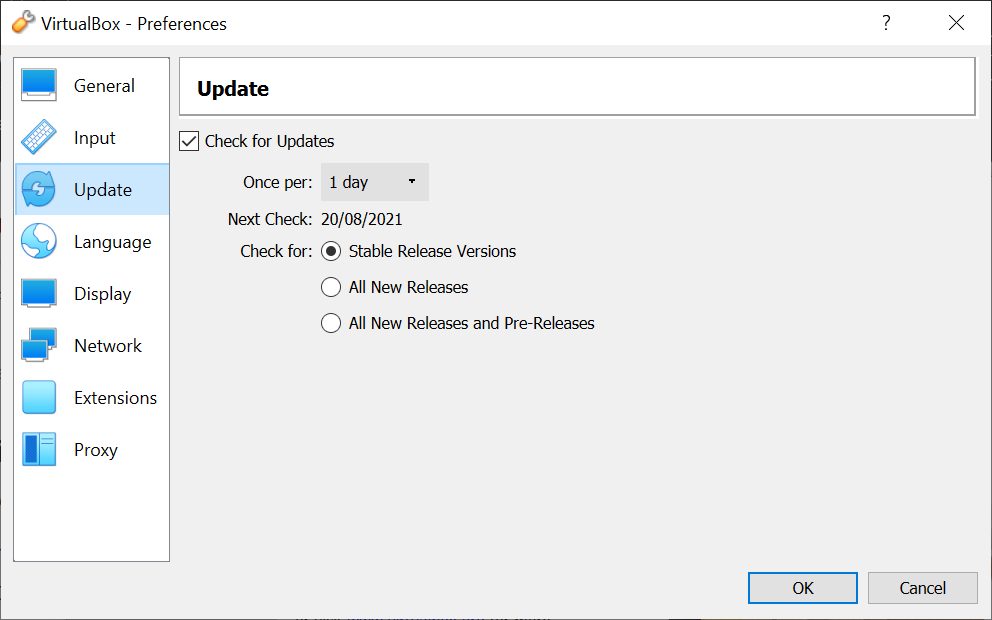 VirtualBox - Preferences
?
General
Input
Update
Language
Display
Network
Extensions
Proxy
Update
Check for Updates
Once per: 1 day
Next Check: 20/08/2021
Check for: Stable Release Versions
All New Releases
All New Releases and Pre-Releases
OK
Cancel